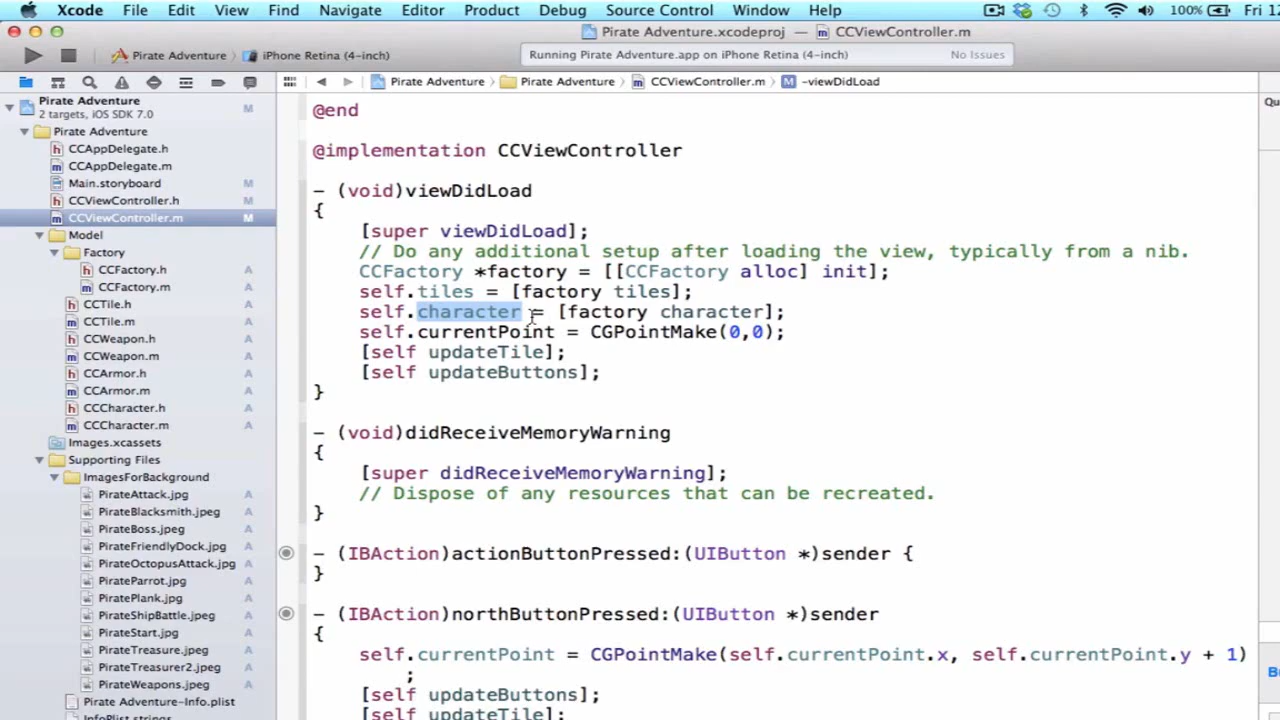 Xcode File Edit View Find Navigate Editor Product Debug Source Control Window Help 100% Fri 12
Pirate Adventure.xcodeproj — CCViewController.m
Pirate Adventure iPhone Retina (4-inch) Running Pirate Adventure.app on iPhone Retina (4-inch) No Issues
Pirate Adventure Pirate Adventure CCViewController.m M -viewDidLoad
Pirate Adventure M
2 targets, iOS SDK 7.0
Pirate Adventure
h CCAppDelegate.h
m CCAppDelegate.m
Main.storyboard M
h CCViewController.h M
m CCViewController.m M
Model
Factory
h CCFactory.h A
m CCFactory.m A
h CCTile.h A
m CCTile.m A
h CCWeapon.h A
m CCWeapon.m A
h CCArmor.h A
m CCArmor.m A
h CCCharacter.h A
m CCCharacter.m A
Images.xcassets
Supporting Files
ImagesForBackground
PirateAttack.jpg A
PirateBlacksmith.jpeg A
PirateBoss.jpeg A
PirateFriendlyDock.jpg A
PirateOctopusAttack.jpg A
PirateParrot.jpg A
PiratePlank.jpg A
PirateShipBattle.jpeg A
PirateStart.jpg A
PirateTreasure.jpeg A
PirateTreasurer2.jpeg A
PirateWeapons.jpeg A
Pirate Adventure-Info.plist
InfoPlist.strings
@end
@implementation CCViewController
- (void)viewDidLoad
{
[super viewDidLoad];
// Do any additional setup after loading the view, typically from a nib.
CCFactory *factory = [[CCFactory alloc] init];
self.tiles = [factory tiles];
self.character = [factory character];
self.currentPoint = CGPointMake(0,0);
[self updateTile];
[self updateButtons];
}
- (void)didReceiveMemoryWarning
{
[super didReceiveMemoryWarning];
// Dispose of any resources that can be recreated.
}
- (IBAction)actionButtonPressed:(UIButton *)sender {
}
- (IBAction)northButtonPressed:(UIButton *)sender
{
self.currentPoint = CGPointMake(self.currentPoint.x, self.currentPoint.y + 1)
;
[self updateButtons];
[self updateTile];
Qu
B